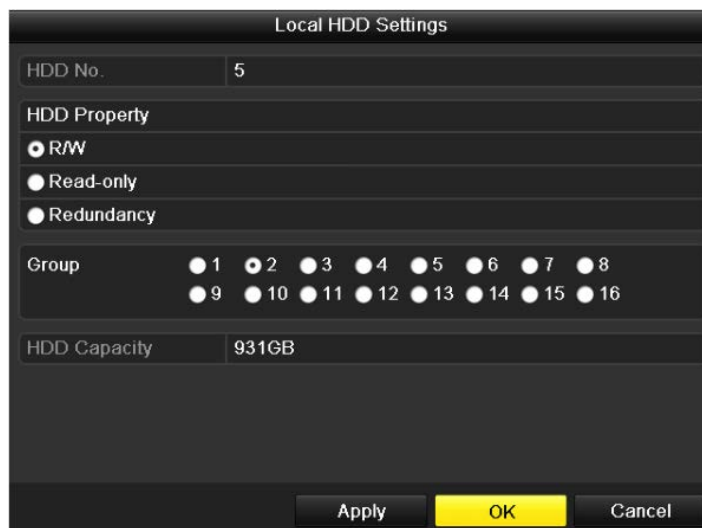 Local HDD Settings
HDD No. 5
HDD Property
R/W
Read-only
Redundancy
Group 1 2 3 4 5 6 7 8
9 10 11 12 13 14 15 16
HDD Capacity 931GB
Apply OK Cancel